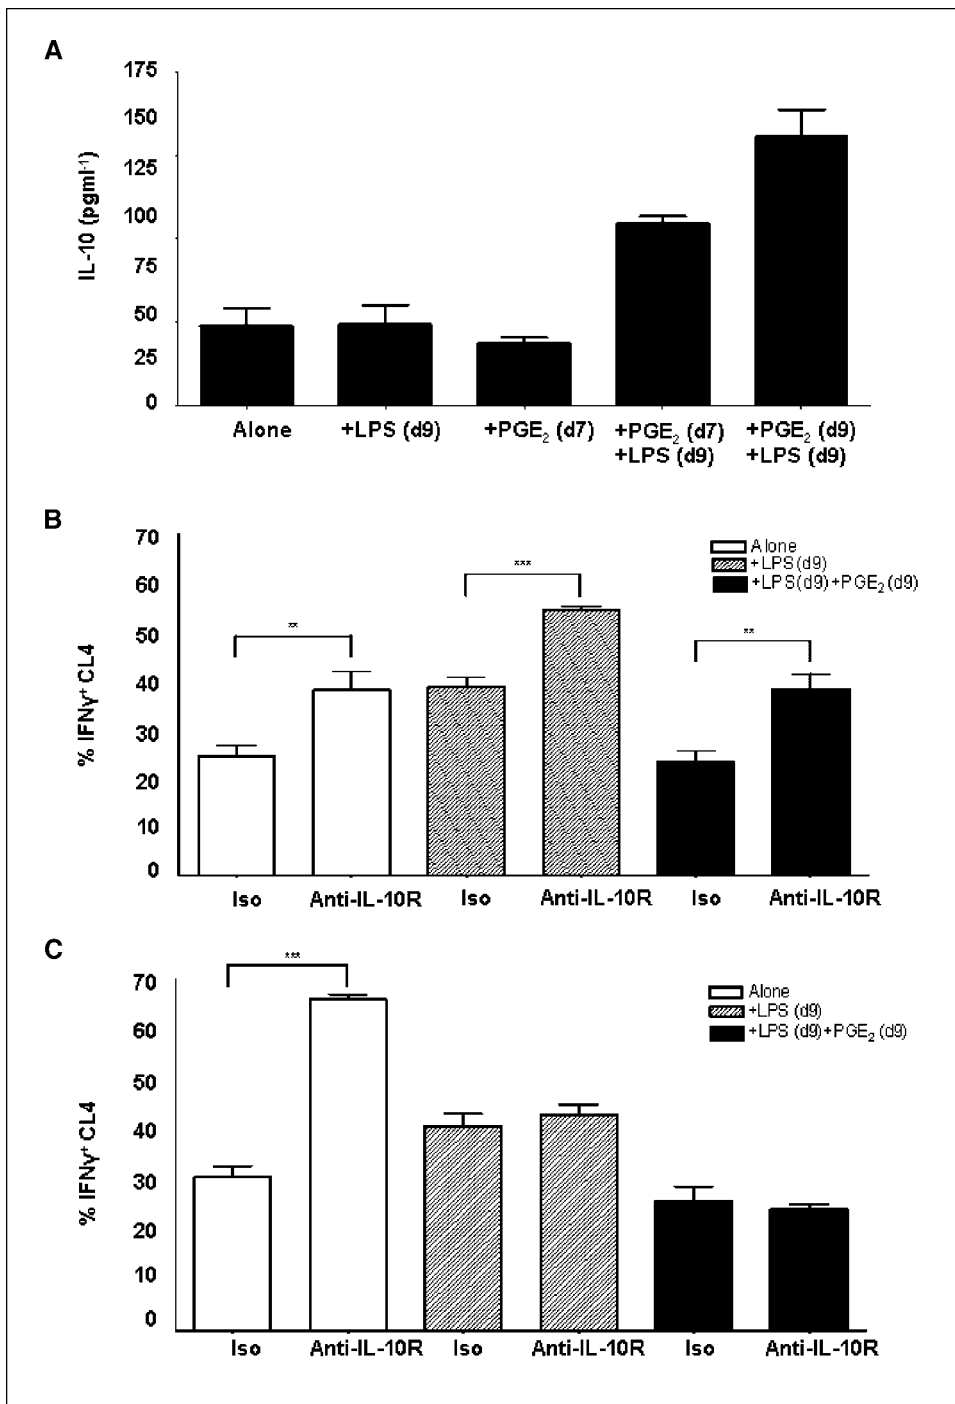 A
175
150
125
100
75
50
25
0
IL-10 (pgml-1)
Alone
+LPS (d9)
+PGE2 (d7)
+PGE2 (d7)
+LPS (d9)
+PGE2 (d9)
+LPS (d9)
B
70
60
50
40
30
20
10
0
% IFNγ+ CL4
**
***
**
Alone
+LPS(d9)
+LPS(d9)+PGE2(d9)
Iso
Anti-IL-10R
Iso
Anti-IL-10R
Iso
Anti-IL-10R
C
70
60
50
40
30
20
10
0
% IFNγ+ CL4
***
Alone
+LPS (d9)
+LPS (d9)+PGE2 (d9)
Iso
Anti-IL-10R
Iso
Anti-IL-10R
Iso
Anti-IL-10R